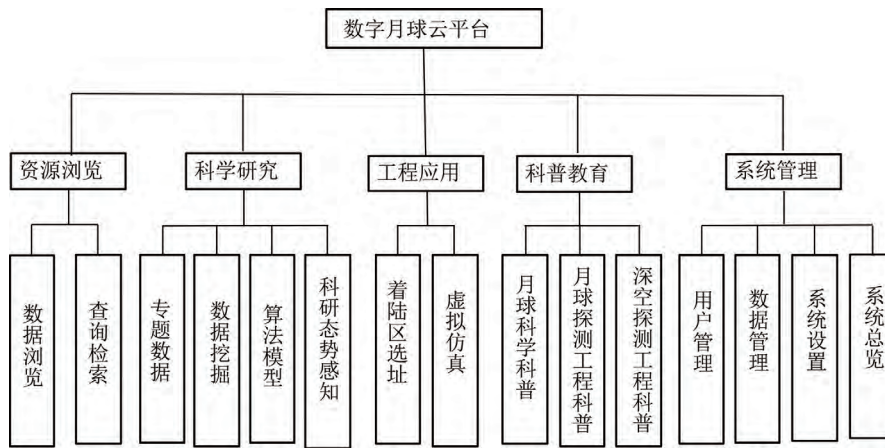 数字月球云平台
资源浏览
科学研究
工程应用
科普教育
系统管理
数据浏览
查询检索
专题数据
数据挖掘
算法模型
科研态势感知
着陆区选址
虚拟仿真
月球科学科普
月球探测工程科普
深空探测工程科普
用户管理
数据管理
系统设置
系统总览